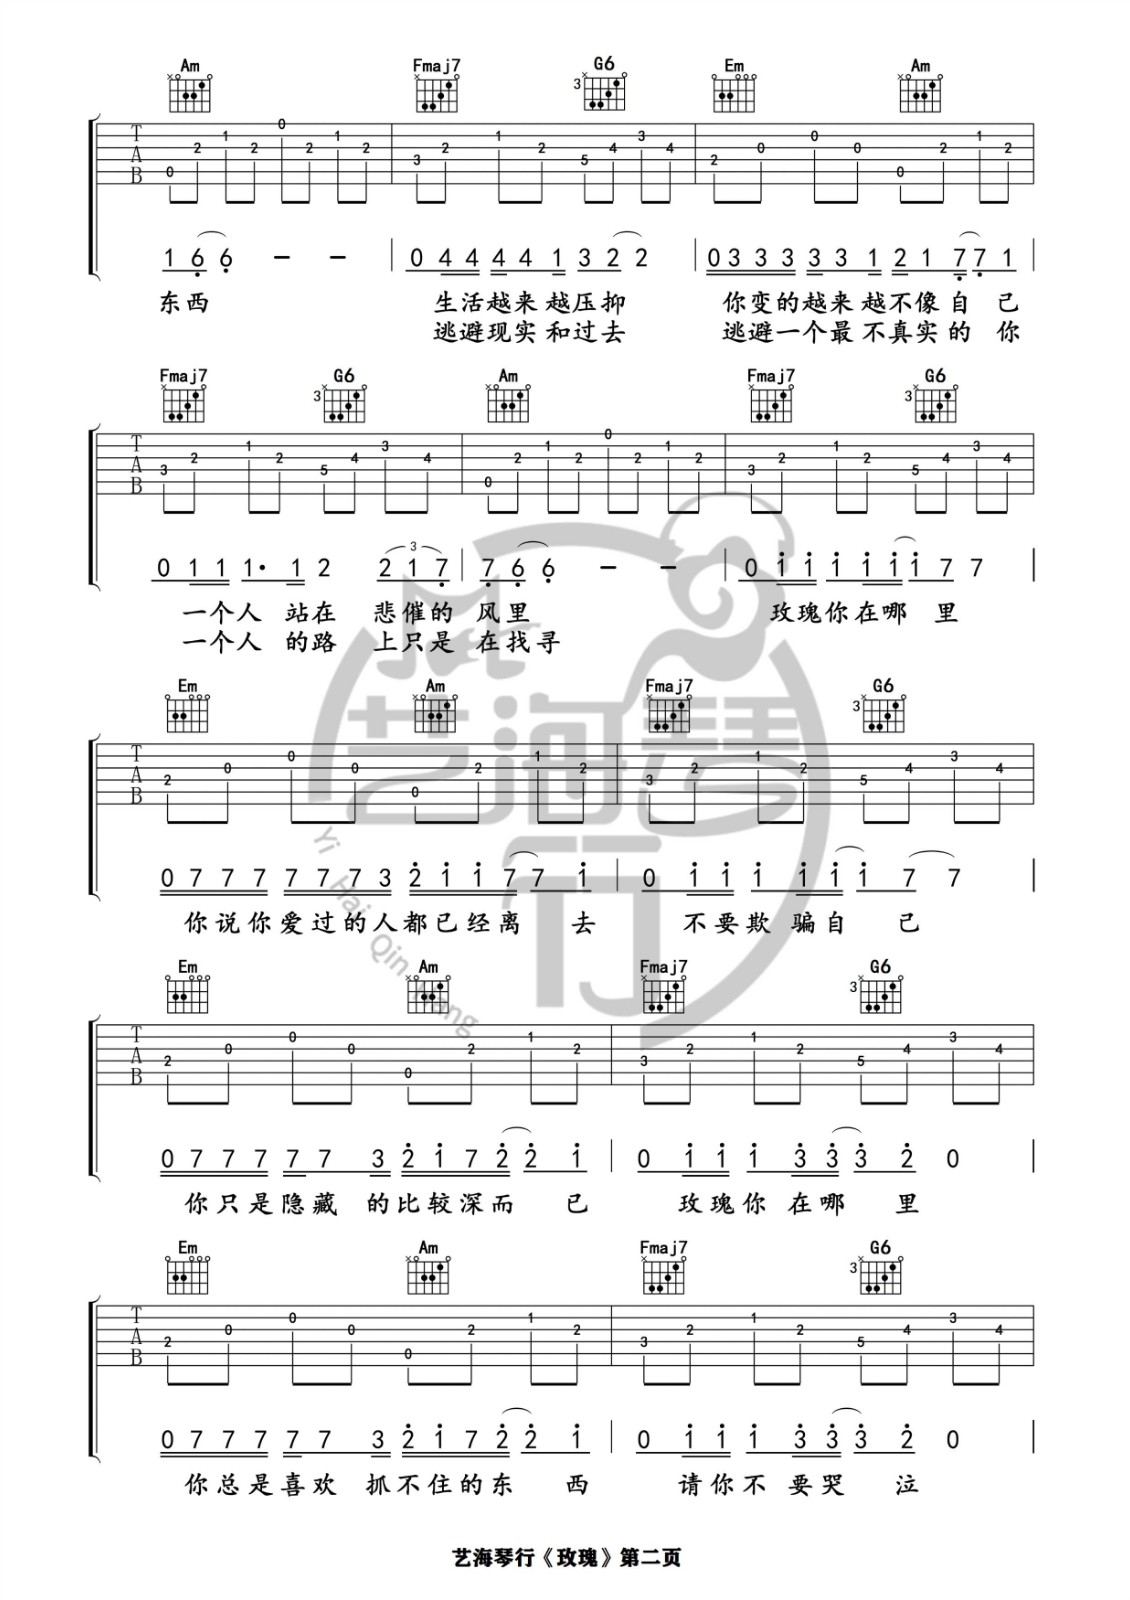 Am Fmaj7 G6 Em Am
3
T A B
0 2 1 2 0 2 1 2 3 2 1 2 5 4 3 4 2 0 0 0 0 2 1 2
1 6 6 - - 0 4 4 4 4 1 3 2 2 0 3 3 3 3 3 1 2 1 7 7 1
东西 生活越来越压抑 你变的越来越不像自己
逃避现实和过去 逃避一个最不真实的你
Fmaj7 G6 Am Fmaj7 G6
3 3
T A B
3 2 1 2 5 4 3 4 0 2 1 2 0 2 1 2 3 2 1 2 5 4 3 4
3
0 1 1 1· 1 2 2 1 7 7 6 6 - - 0 1 1 1 1 1 1 7 7
一个人 站在 悲催的 风里 玫瑰你在哪里
一个人 的路 上只是 在找寻
Em Am Fmaj7 G6
3
T A B
2 0 0 0 0 2 1 2 3 2 1 2 5 4 3 4
0 7 7 7 7 7 7 3 2 1 1 7 7 1 0 1 1 1 1 1 1 7 7
你说你爱过的人都已经离去 不要欺骗自己
Em Am Fmaj7 G6
3
T A B
2 0 0 0 0 2 1 2 3 2 1 2 5 4 3 4
0 7 7 7 7 7 3 2 1 7 2 2 1 0 1 1 1 3 3 3 2 0
你只是隐藏 的比较深而已 玫瑰你在哪里
Em Am Fmaj7 G6
3
T A B
2 0 0 0 0 2 1 2 3 2 1 2 5 4 3 4
0 7 7 7 7 7 3 2 1 7 2 2 1 0 1 1 1 3 3 3 2 0
你总是喜欢 抓不住的东西 请你不要哭泣
艺海琴行
艺海琴行《玫瑰》第二页